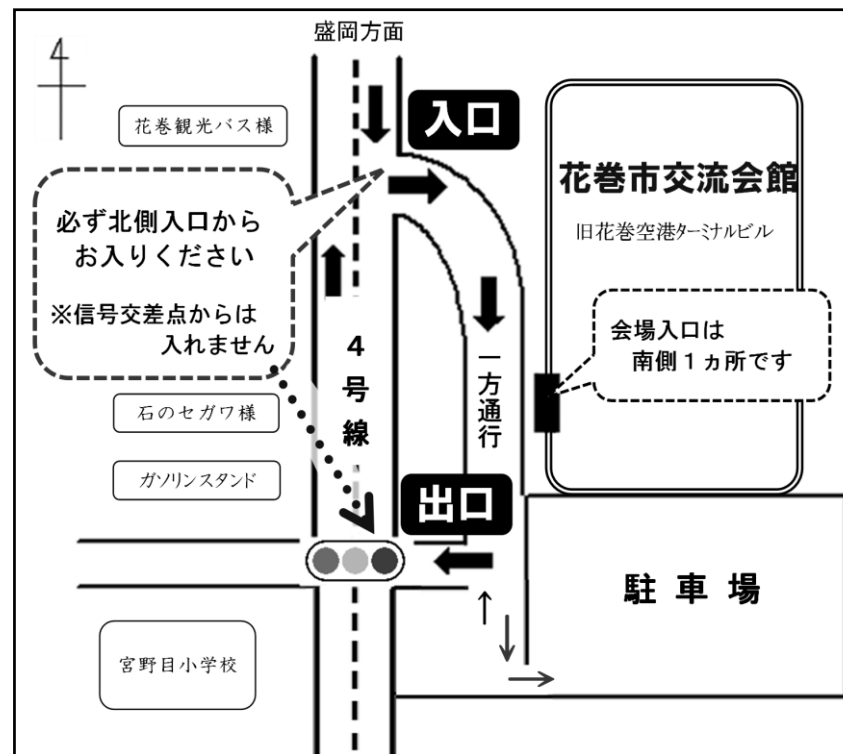 盛岡方面
4
入口
花巻観光バス様
花巻市交流会館
旧花巻空港ターミナルビル
必ず北側入口から
お入りください
※信号交差点からは
入れません
会場入口は
南側1ヵ所です
4号線
一方通行
石のセガワ様
ガソリンスタンド
出口
駐車場
宮野目小学校